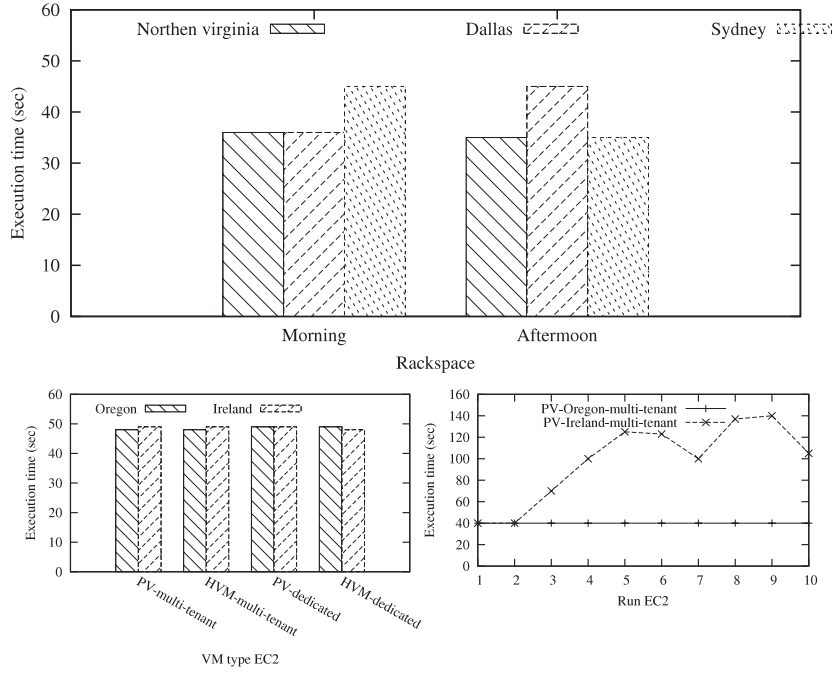 60
50
40
30
20
10
0
Execution time (sec)
Northen virginia
Dallas
Sydney
Morning
Aftermoon
Rackspace
60
50
40
30
20
10
0
Execution time (sec)
Oregon
Ireland
PV-multi-tenant
HVM-multi-tenant
PV-dedicated
HVM-dedicated
VM type EC2
160
140
120
100
80
60
40
20
0
Execution time (sec)
PV-Oregon-multi-tenant
PV-Ireland-multi-tenant
1 2 3 4 5 6 7 8 9 10
Run EC2